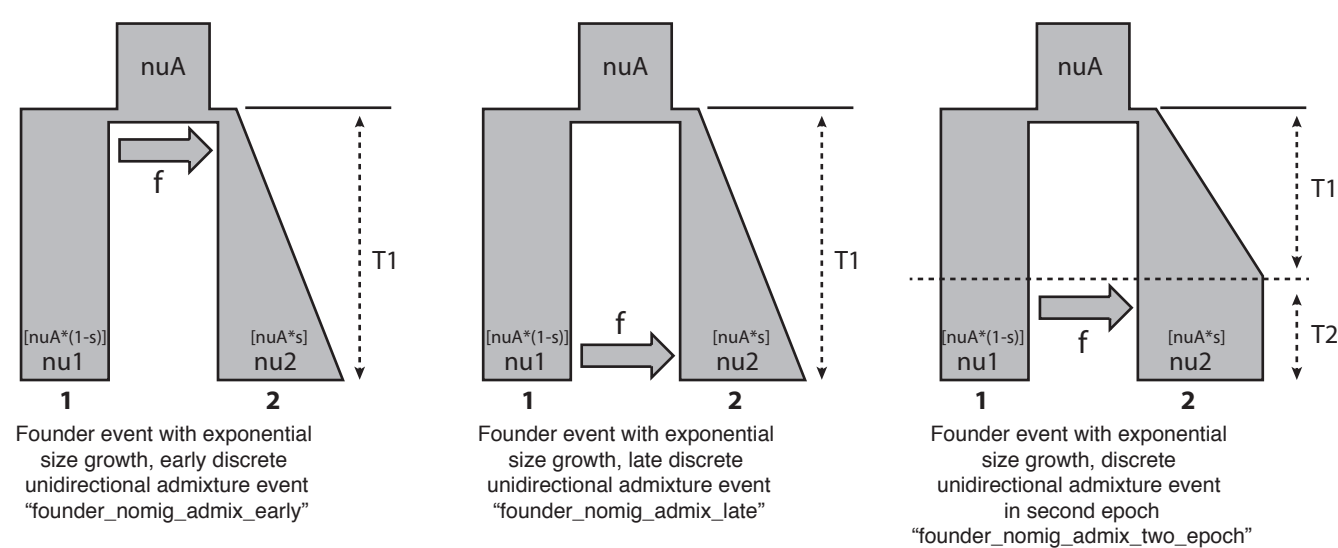 nuA
f
T1
[nuA*(1-s)]
nu1
[nuA*s]
nu2
1
2
Founder event with exponential
size growth, early discrete
unidirectional admixture event
“founder_nomig_admix_early”
nuA
f
T1
[nuA*(1-s)]
nu1
[nuA*s]
nu2
1
2
Founder event with exponential
size growth, late discrete
unidirectional admixture event
“founder_nomig_admix_late”
nuA
T1
f
T2
[nuA*(1-s)]
nu1
[nuA*s]
nu2
1
2
Founder event with exponential
size growth, discrete
unidirectional admixture event
in second epoch
“founder_nomig_admix_two_epoch”